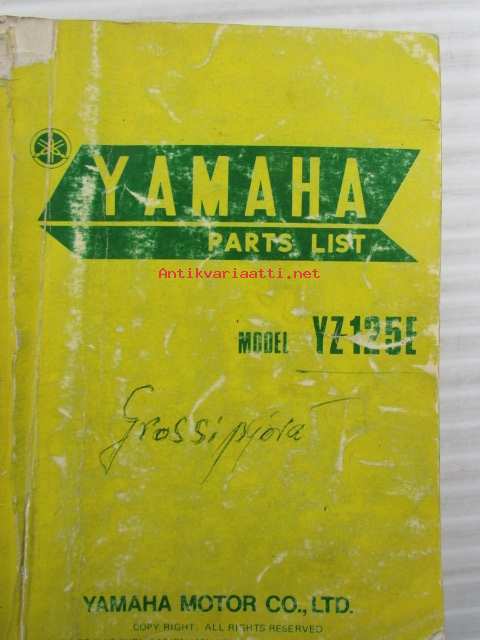 YAMAHA
PARTS LIST
Antikvariaatti.net
MODEL YZ125E
Grossipyörä
YAMAHA MOTOR CO., LTD.
COPY RIGHT. ALL RIGHTS RESERVED